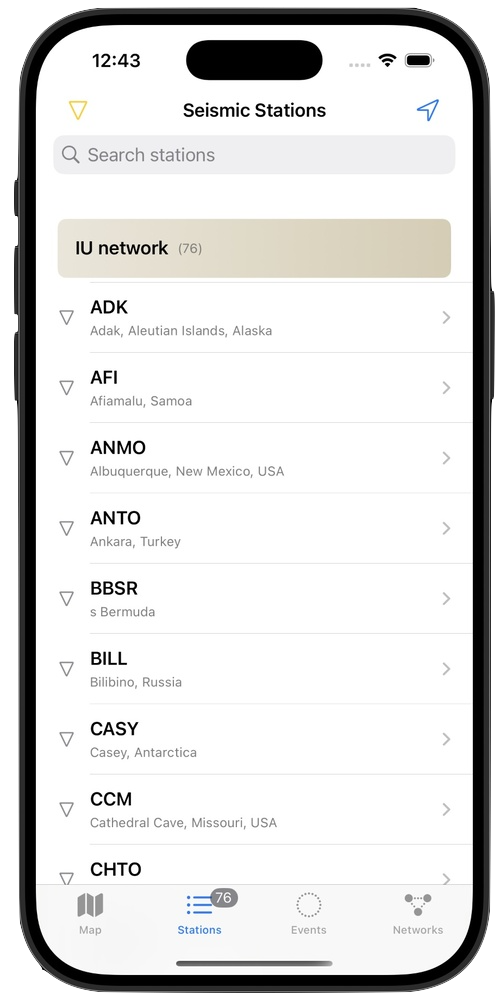 12:43
Seismic Stations
Search stations
IU network (76)
ADK
Adak, Aleutian Islands, Alaska
AFI
Afiamalu, Samoa
ANMO
Albuquerque, New Mexico, USA
ANTO
Ankara, Turkey
BBSR
s Bermuda
BILL
Bilibino, Russia
CASY
Casey, Antarctica
CCM
Cathedral Cave, Missouri, USA
CHTO
76
Map Stations Events Networks